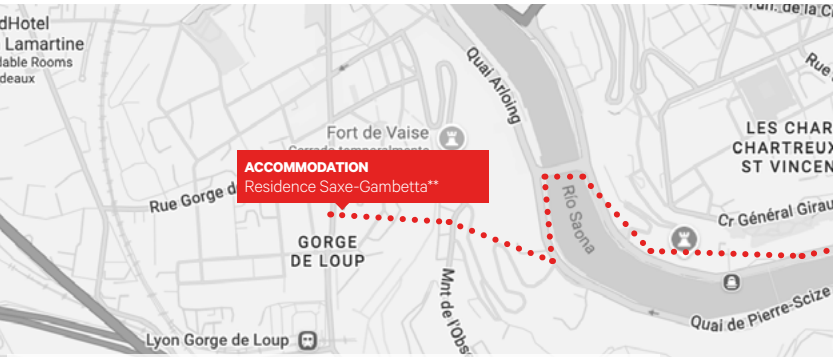 dHotel
Lamartine
dable Rooms
deaux
Quai Arloing
Fort de Vaise
ACCOMMODATION
Residence Saxe-Gambetta**
Rue Gorge d
GORGE
DE LOUP
Río Saona
LES CHAR
CHARTREUX
ST VINCEN
Rue
Cr Général Girau
Mnt de l'Obs
Quai de Pierre-Scize
Lyon Gorge de Loup